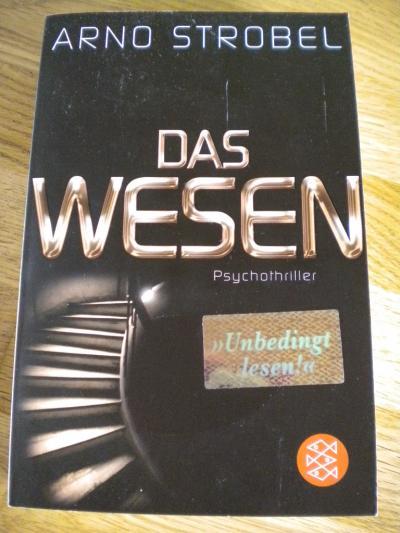 ARNO STROBEL
DAS
WESEN
Psychothriller
»Unbedingt
lesen!«